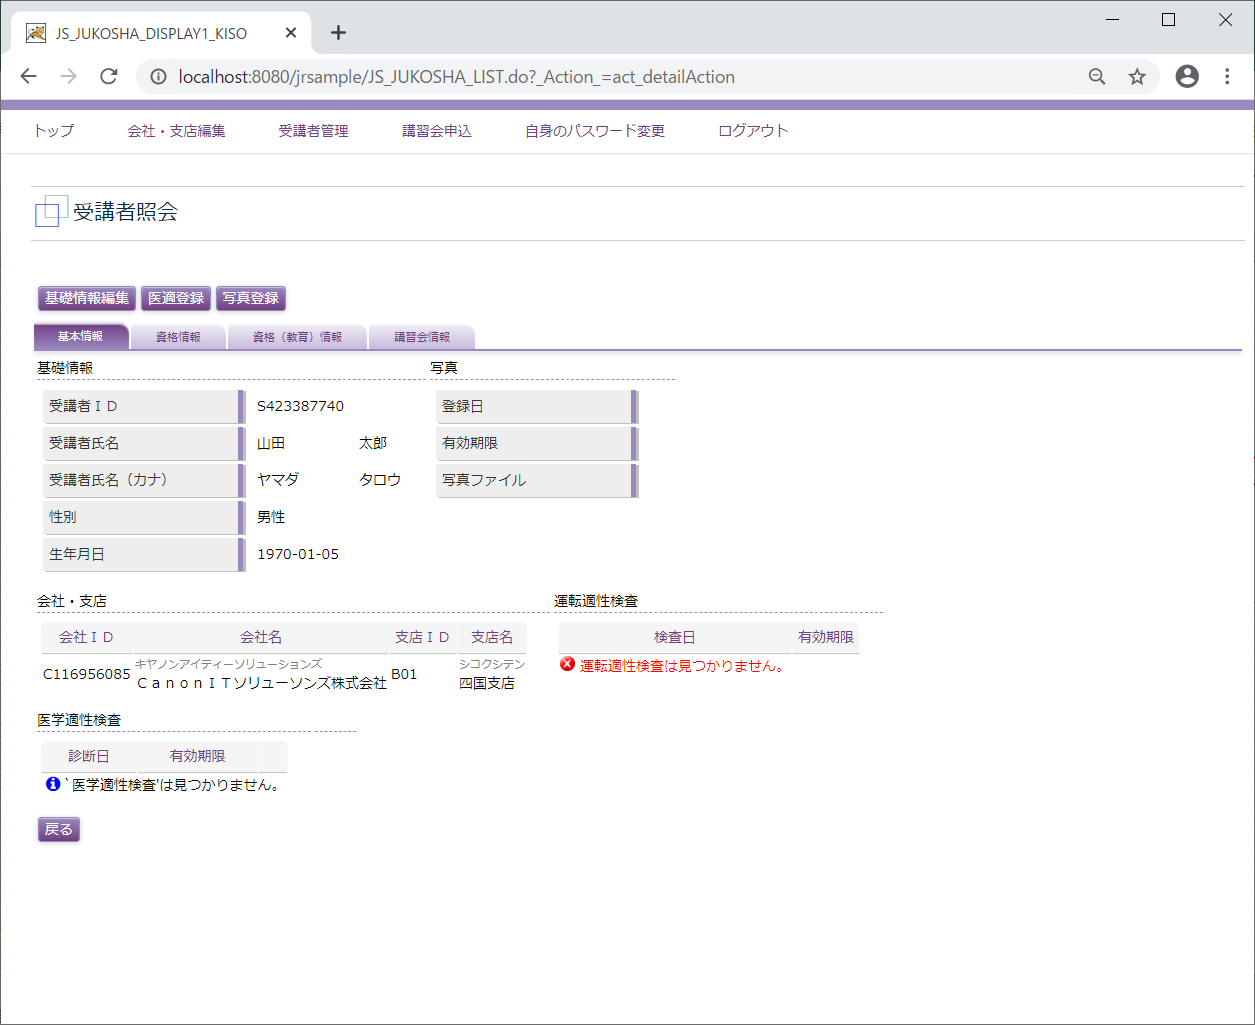 JS_JUKOSHA_DISPLAY1_KISO
localhost:8080/jrsample/JS_JUKOSHA_LIST.do?_Action_=act_detailAction
トップ 会社・支店編集 受講者管理 講習会申込 自身のパスワード変更 ログアウト
受講者照会
基礎情報編集 医適登録 写真登録
基本情報 資格情報 資格（教育）情報 講習会情報
基礎情報 写真
受講者ＩＤ S423387740 登録日
受講者氏名 山田 太郎 有効期限
受講者氏名（カナ） ヤマダ タロウ 写真ファイル
性別 男性
生年月日 1970-01-05
会社・支店 運転適性検査
会社ＩＤ 会社名 支店ＩＤ 支店名 検査日 有効期限
キヤノンアイティーソリューションズ シコクシテン
C116956085 ＣａｎｏｎＩＴソリューソンズ株式会社 B01 四国支店 運転適性検査は見つかりません。
医学適性検査
診断日 有効期限
`医学適性検査'は見つかりません。
戻る